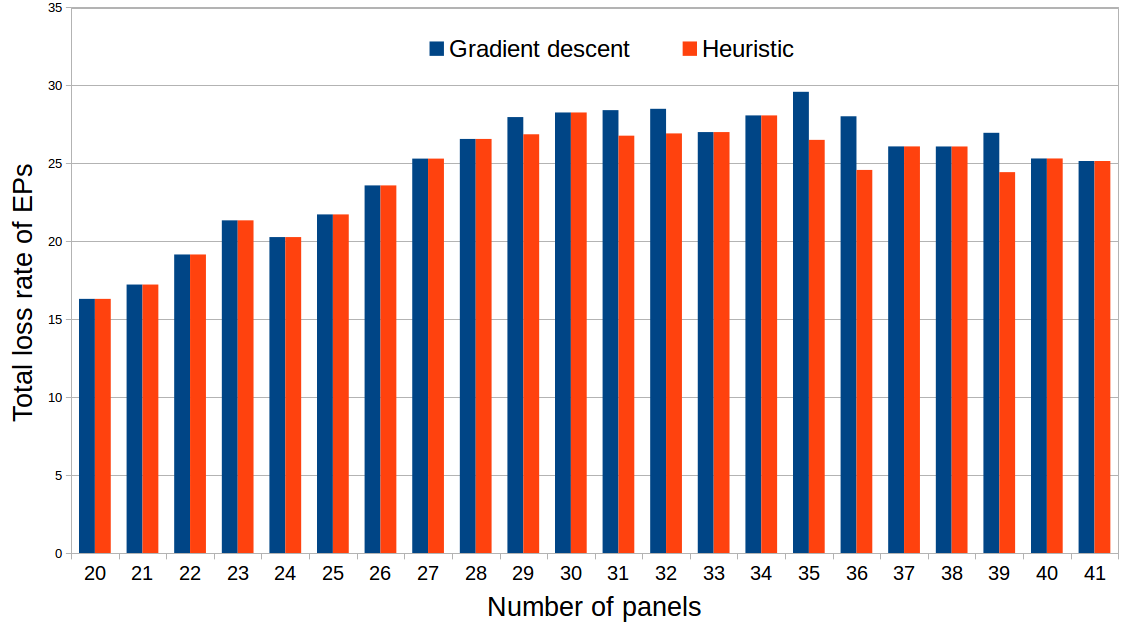 35
30
25
20
15
10
5
0
Gradient descent
Heuristic
Total loss rate of EPs
20 21 22 23 24 25 26 27 28 29 30 31 32 33 34 35 36 37 38 39 40 41
Number of panels